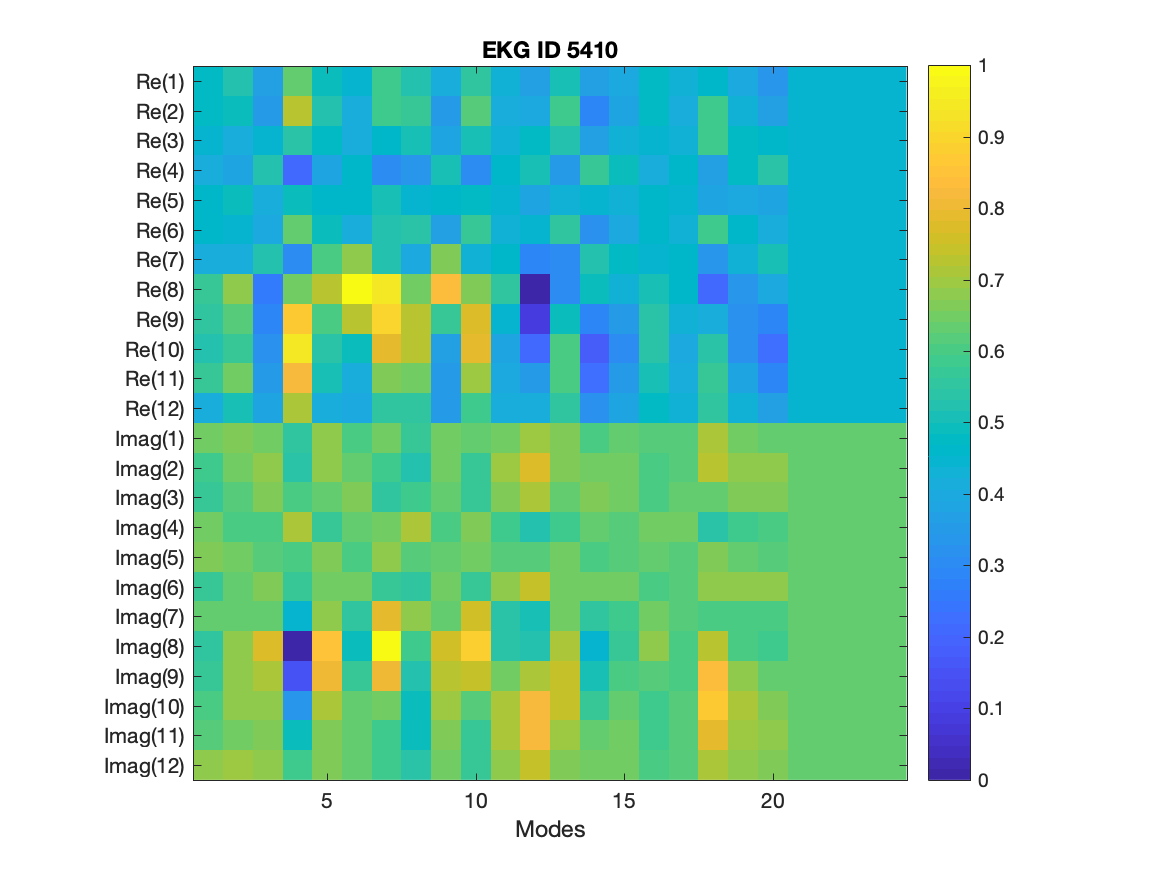 EKG ID 5410
Re(1)
Re(2)
Re(3)
Re(4)
Re(5)
Re(6)
Re(7)
Re(8)
Re(9)
Re(10)
Re(11)
Re(12)
Imag(1)
Imag(2)
Imag(3)
Imag(4)
Imag(5)
Imag(6)
Imag(7)
Imag(8)
Imag(9)
Imag(10)
Imag(11)
Imag(12)
5 10 15 20
Modes
1
0.9
0.8
0.7
0.6
0.5
0.4
0.3
0.2
0.1
0